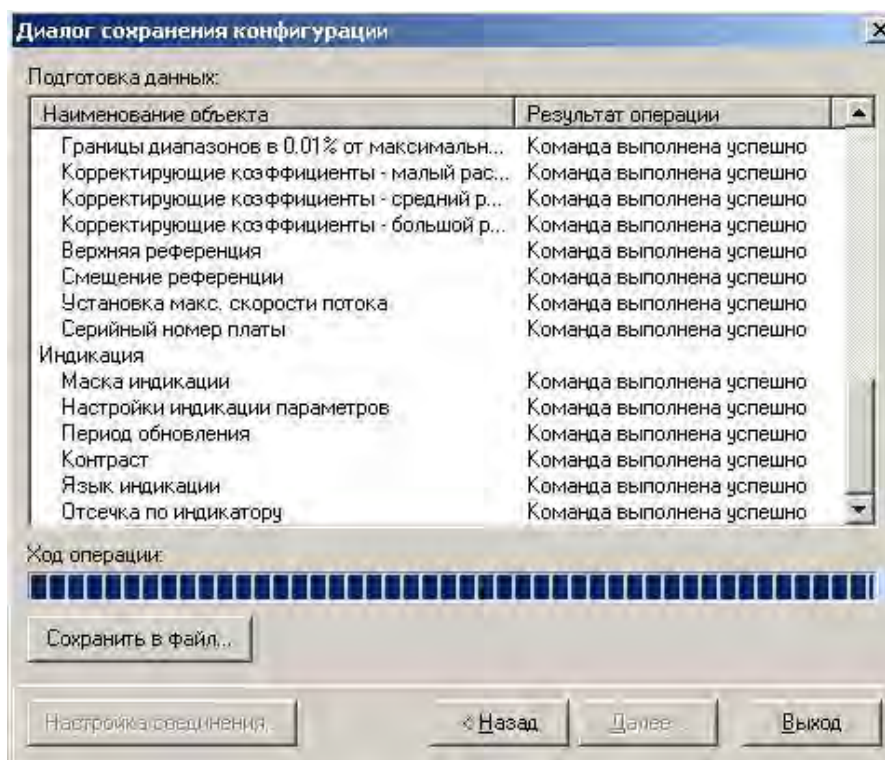 Диалог сохранения конфигурации
Подготовка данных:
Наименование объекта Результат операции
Границы диапазонов в 0.01% от максимальн... Команда выполнена успешно
Корректирующие коэффициенты - малый рас... Команда выполнена успешно
Корректирующие коэффициенты - средний р... Команда выполнена успешно
Корректирующие коэффициенты - большой р... Команда выполнена успешно
Верхняя референция Команда выполнена успешно
Смещение референции Команда выполнена успешно
Установка макс. скорости потока Команда выполнена успешно
Серийный номер платы Команда выполнена успешно
Индикация
Маска индикации Команда выполнена успешно
Настройки индикации параметров Команда выполнена успешно
Период обновления Команда выполнена успешно
Контраст Команда выполнена успешно
Язык индикации Команда выполнена успешно
Отсечка по индикатору Команда выполнена успешно
Ход операции:
Сохранить в файл...
Настройка соединения... < Назад Далее Выход